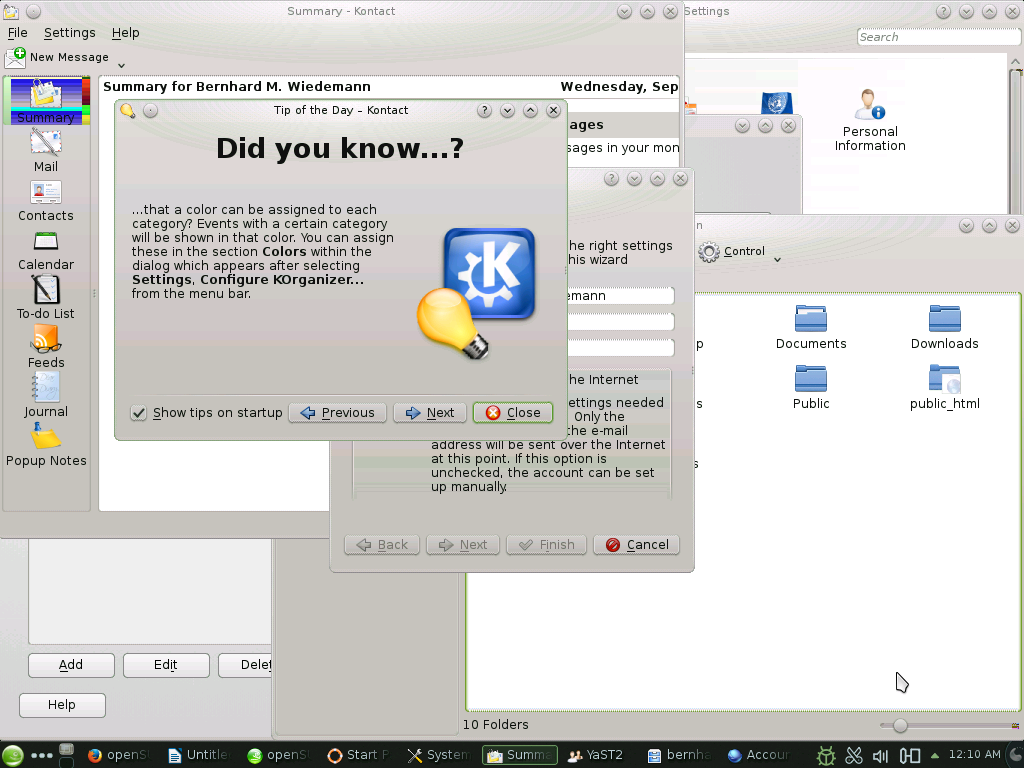 Summary - Kontact
Settings
File Settings Help
Search
New Message
Summary for Bernhard M. Wiedemann
Wednesday, Sep
Summary
Mail
Contacts
Calendar
To-do List
Feeds
Journal
Popup Notes
Tip of the Day – Kontact
Did you know...?
...that a color can be assigned to each
category? Events with a certain category
will be shown in that color. You can assign
these in the section Colors within the
dialog which appears after selecting
Settings, Configure KOrganizer...
from the menu bar.
Show tips on startup
Previous
Next
Close
ages
sages in your mon
Personal
Information
he right settings
his wizard
emann
he Internet
ettings needed
Only the
the e-mail
address will be sent over the Internet
at this point. If this option is
unchecked, the account can be set
up manually.
Back
Next
Finish
Cancel
n
Control
p
Documents
Downloads
s
Public
public_html
s
10 Folders
Add
Edit
Delet
Help
openS
Untitle
openS
Start P
System
Summa
YaST2
bernha
Accour
12:10 AM